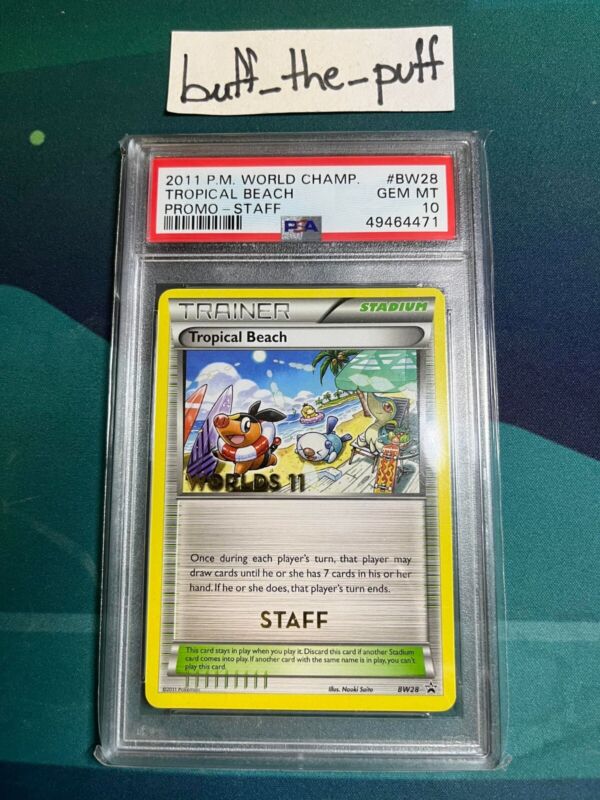 buff_the_puff
2011 P.M. WORLD CHAMP. #BW28
TROPICAL BEACH GEM MT
PROMO - STAFF 10
PSA 49464471
TRAINER STADIUM
Tropical Beach
WORLDS 11
Once during each player's turn, that player may
draw cards until he or she has 7 cards in his or her
hand. If he or she does, that player's turn ends.
STAFF
This card stays in play when you play it. Discard this card if another Stadium
card comes into play. If another card with the same name is in play, you can't
play this card.
©2011 Pokémon Illus. Naoki Saito BW28